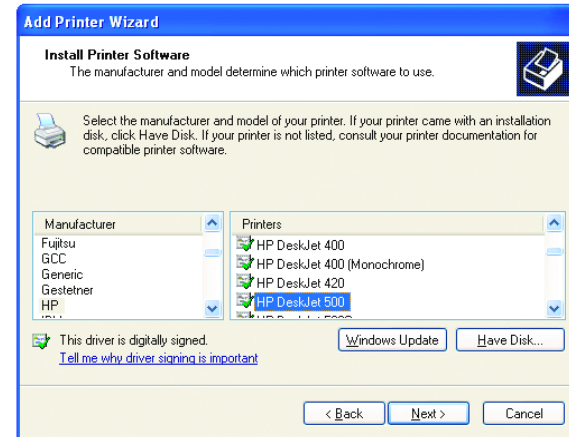 Add Printer Wizard
Install Printer Software
The manufacturer and model determine which printer software to use.
Select the manufacturer and model of your printer. If your printer came with an installation
disk, click Have Disk. If your printer is not listed, consult your printer documentation for
compatible printer software.
Manufacturer
Fujitsu
GCC
Generic
Gestetner
HP
Printers
HP DeskJet 400
HP DeskJet 400 (Monochrome)
HP DeskJet 420
HP DeskJet 500
This driver is digitally signed.
Tell me why driver signing is important
Windows Update
Have Disk...
< Back
Next >
Cancel